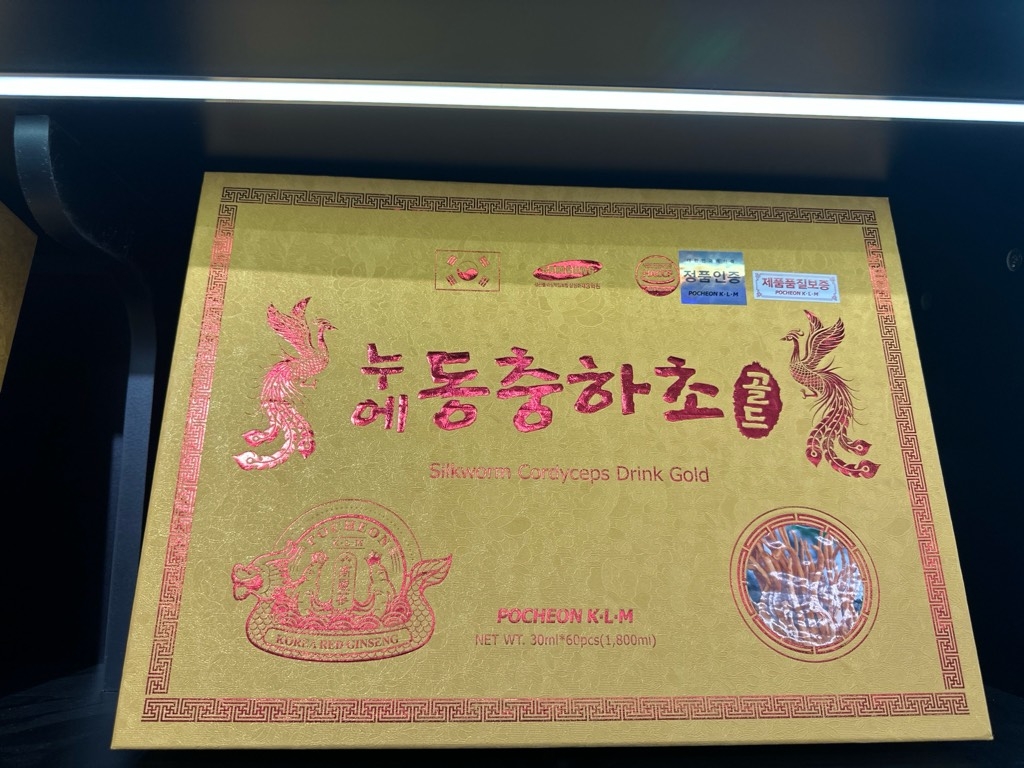 정품인증
POCHEON K·L·M
제품품질보증
POCHEON K·L·M
누에 동충하초 골드
Silkworm Cordyceps Drink Gold
POCHEON
KOREA RED GINSENG
POCHEON K·L·M
NET WT. 30ml*60pcs(1,800ml)